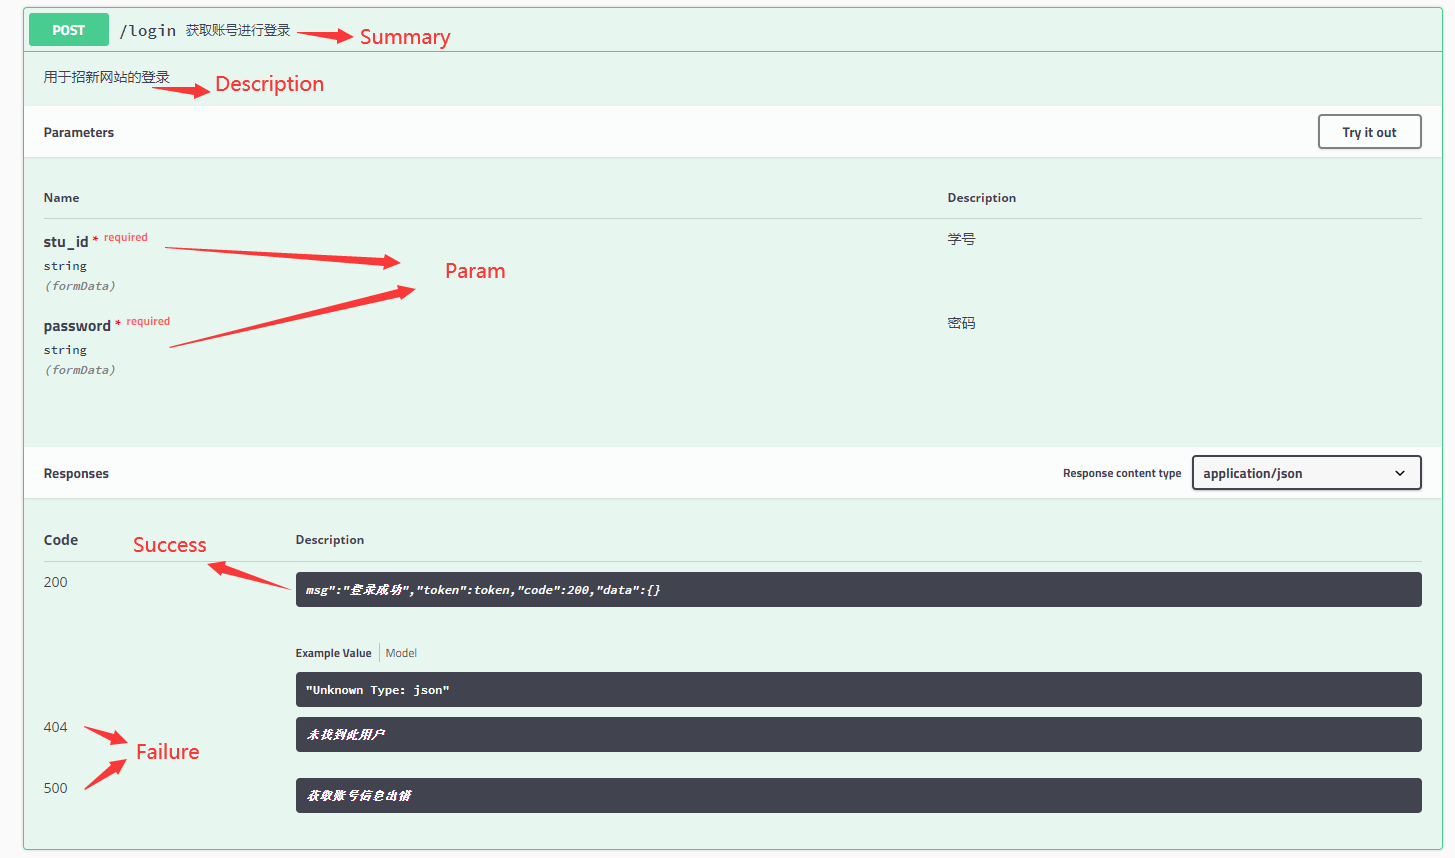 POST /login 获取账号进行登录 Summary
用于招新网站的登录 Description
Parameters Try it out
Name Description
stu_id * required 学号
string
(formData)
Param
password * required 密码
string
(formData)
Responses Response content type application/json
Code Success Description
200 msg":"登录成功","token":token,"code":200,"data":{}
Example Value Model
"Unknown Type: json"
404 未找到此用户
Failure
500 获取账号信息出错